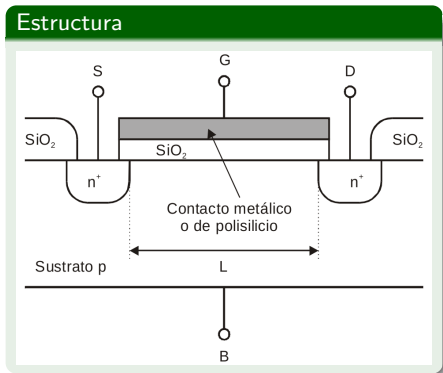 Estructura
G
S
D
SiO₂
SiO₂
SiO₂
n⁺
n⁺
Contacto metálico
o de polisilicio
Sustrato p
L
B